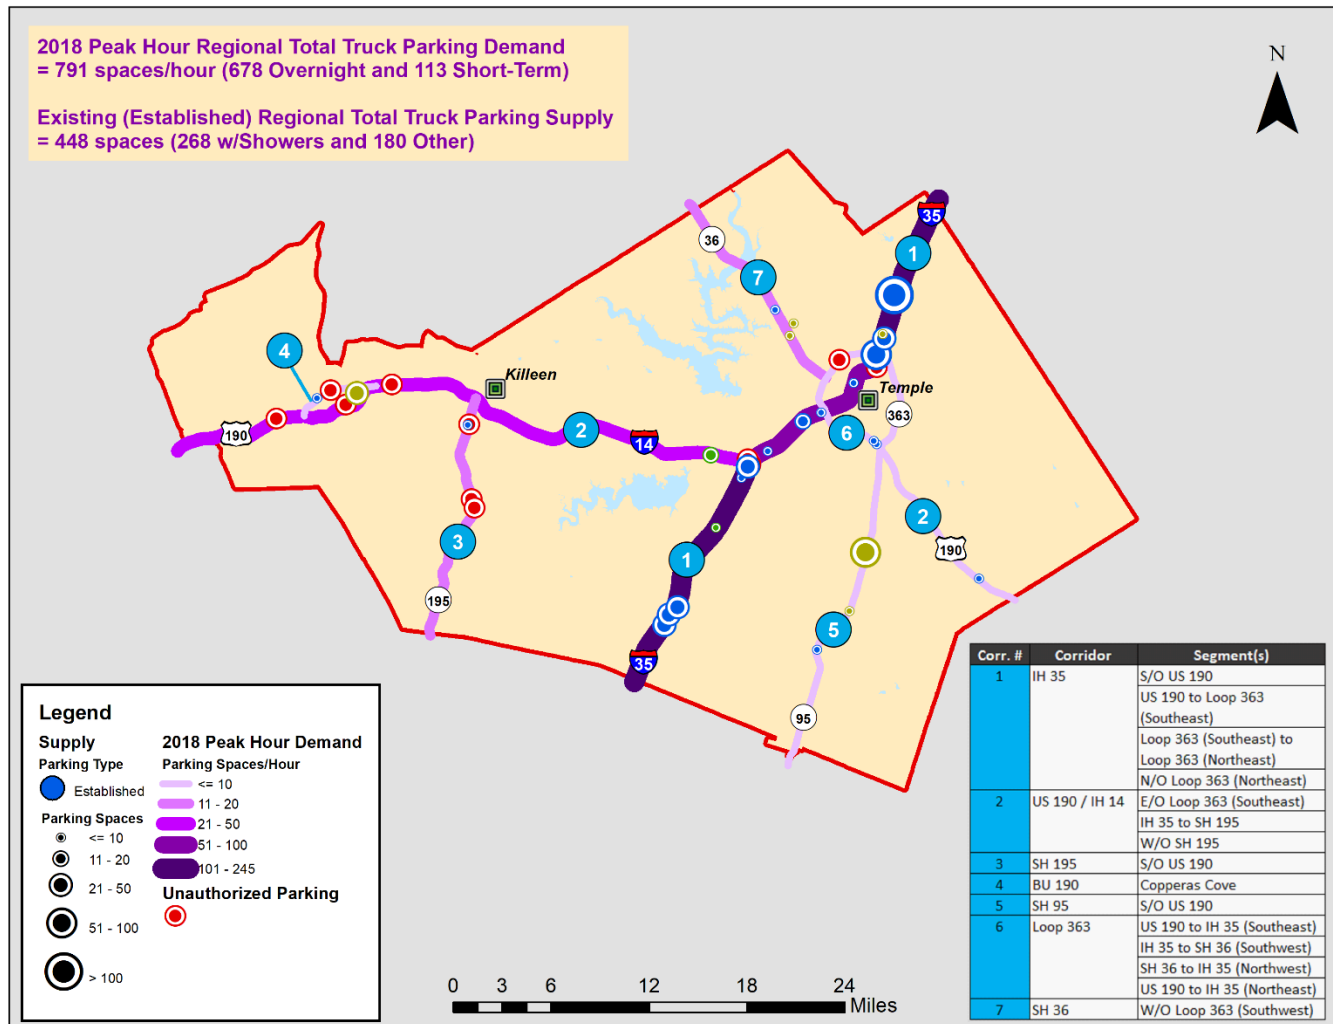 2018 Peak Hour Regional Total Truck Parking Demand
= 791 spaces/hour (678 Overnight and 113 Short-Term)
Existing (Established) Regional Total Truck Parking Supply
= 448 spaces (268 w/Showers and 180 Other)
N
35
1
36
7
4
Killeen
Temple
363
190
2
14
6
2
190
3
1
195
5
35
95
Legend
Supply
Parking Type
Established
Parking Spaces
<= 10
11 - 20
21 - 50
51 - 100
> 100
2018 Peak Hour Demand
Parking Spaces/Hour
<= 10
11 - 20
21 - 50
51 - 100
101 - 245
Unauthorized Parking
0 3 6 12 18 24
Miles
Corr. # Corridor Segment(s)
1 IH 35 S/O US 190
US 190 to Loop 363
(Southeast)
Loop 363 (Southeast) to
Loop 363 (Northeast)
N/O Loop 363 (Northeast)
2 US 190 / IH 14 E/O Loop 363 (Southeast)
IH 35 to SH 195
W/O SH 195
3 SH 195 S/O US 190
4 BU 190 Copperas Cove
5 SH 95 S/O US 190
6 Loop 363 US 190 to IH 35 (Southeast)
IH 35 to SH 36 (Southwest)
SH 36 to IH 35 (Northwest)
US 190 to IH 35 (Northeast)
7 SH 36 W/O Loop 363 (Southwest)